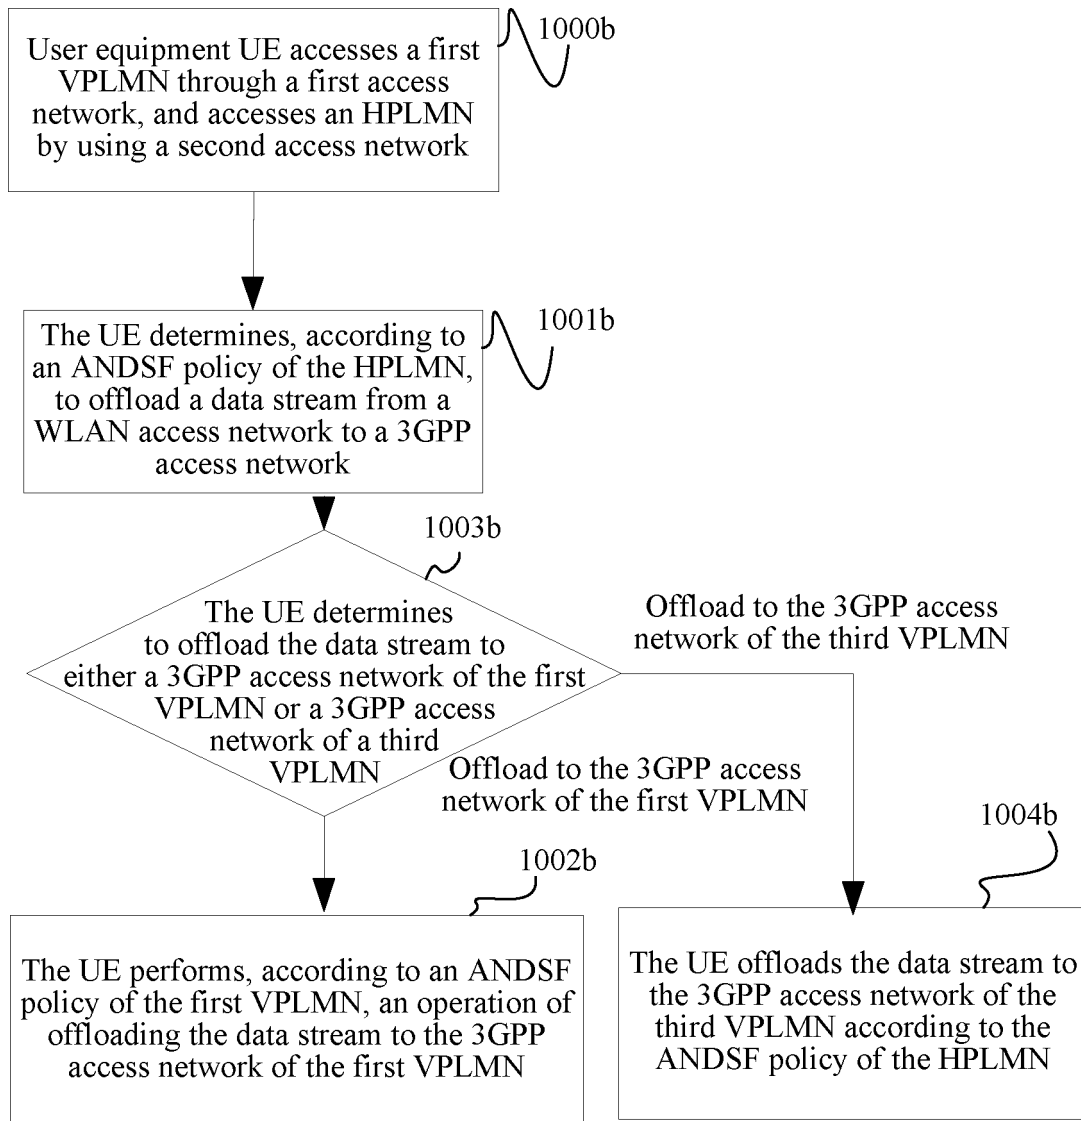 1000b
User equipment UE accesses a first
VPLMN through a first access
network, and accesses an HPLMN
by using a second access network
1001b
The UE determines, according to
an ANDSF policy of the HPLMN,
to offload a data stream from a
WLAN access network to a 3GPP
access network
1003b
The UE determines
to offload the data stream to
either a 3GPP access network of the first
VPLMN or a 3GPP access
network of a third
VPLMN
Offload to the 3GPP access
network of the third VPLMN
Offload to the 3GPP access
network of the first VPLMN
1002b
The UE performs, according to an ANDSF
policy of the first VPLMN, an operation of
offloading the data stream to the 3GPP
access network of the first VPLMN
1004b
The UE offloads the data stream to
the 3GPP access network of the
third VPLMN according to the
ANDSF policy of the HPLMN